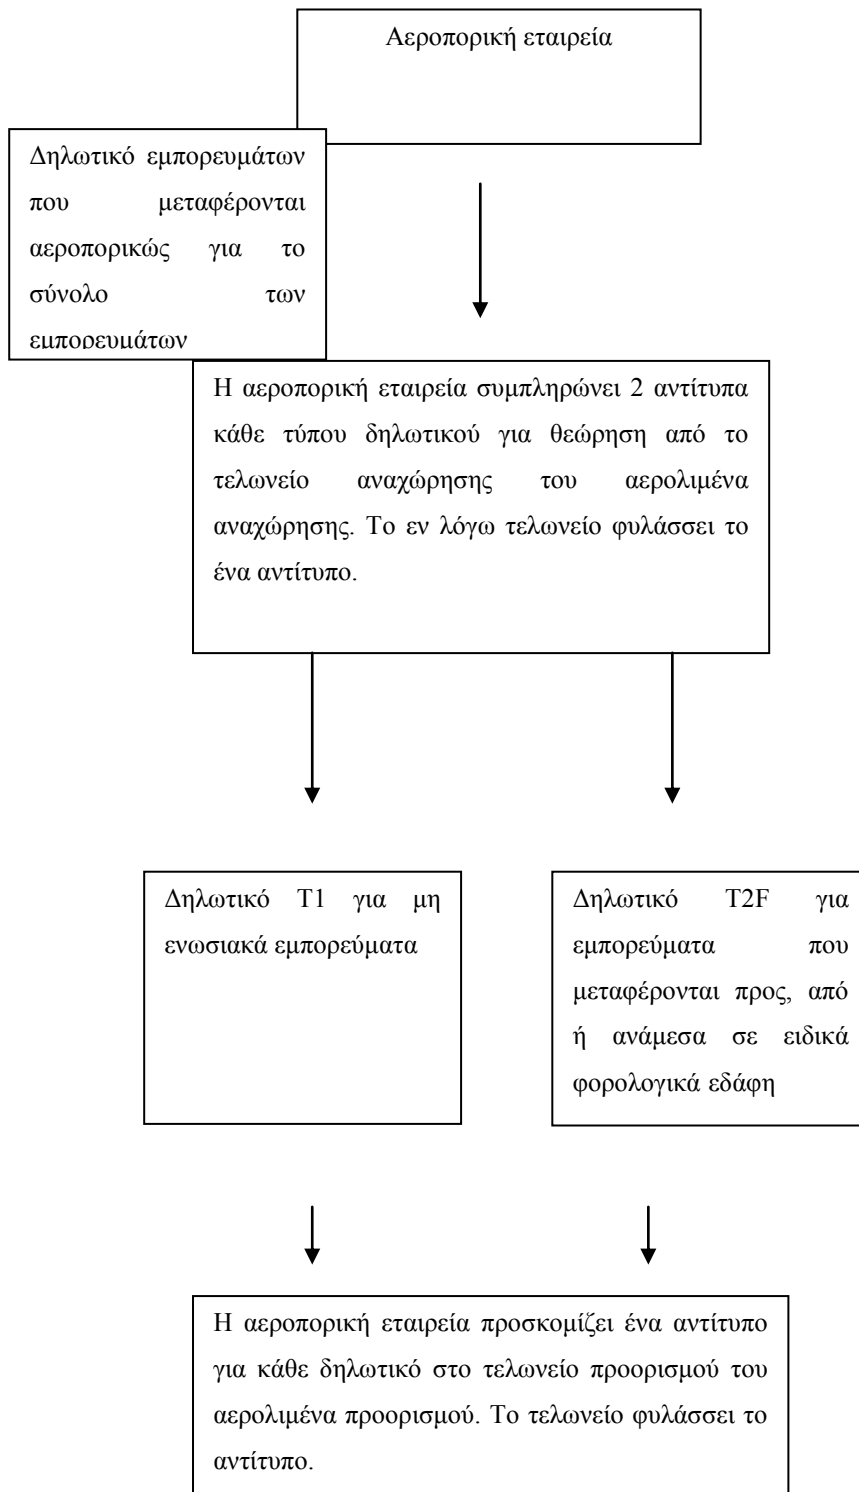 Αεροπορική εταιρεία
Δηλωτικό εμπορευμάτων
που μεταφέρονται
αεροπορικώς για το
σύνολο των
εμπορευμάτων
Η αεροπορική εταιρεία συμπληρώνει 2 αντίτυπα
κάθε τύπου δηλωτικού για θεώρηση από το
τελωνείο αναχώρησης του αερολιμένα
αναχώρησης. Το εν λόγω τελωνείο φυλάσσει το
ένα αντίτυπο.
Δηλωτικό T1 για μη
ενωσιακά εμπορεύματα
Δηλωτικό T2F για
εμπορεύματα που
μεταφέρονται προς, από
ή ανάμεσα σε ειδικά
φορολογικά εδάφη
Η αεροπορική εταιρεία προσκομίζει ένα αντίτυπο
για κάθε δηλωτικό στο τελωνείο προορισμού του
αερολιμένα προορισμού. Το τελωνείο φυλάσσει το
αντίτυπο.